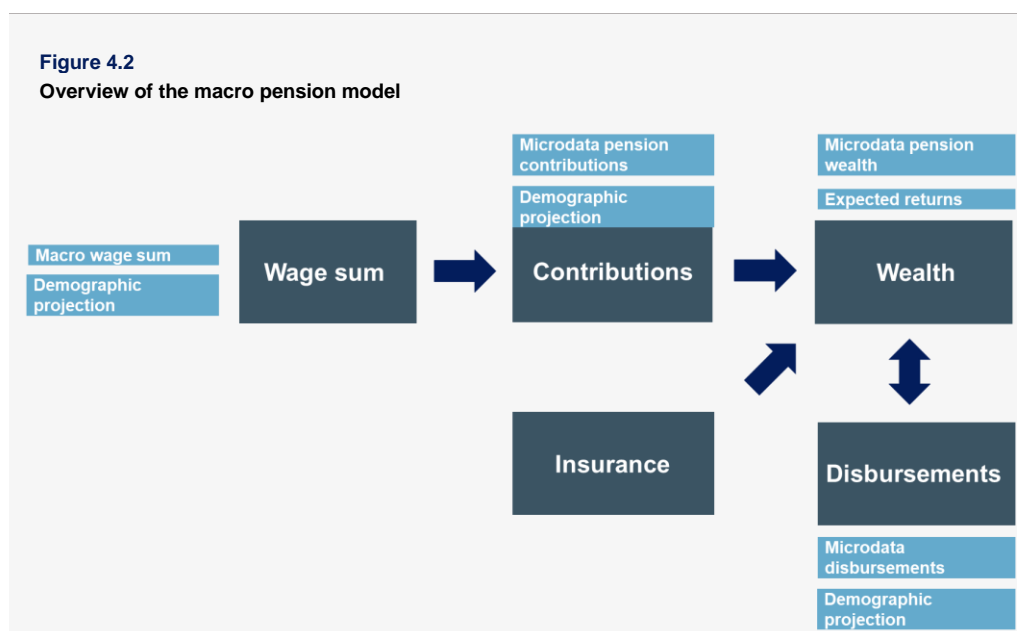 Figure 4.2
Overview of the macro pension model
Microdata pension
contributions
Demographic
projection
Microdata pension
wealth
Expected returns
Macro wage sum
Demographic
projection
Wage sum
Contributions
Wealth
Insurance
Disbursements
Microdata
disbursements
Demographic
projection